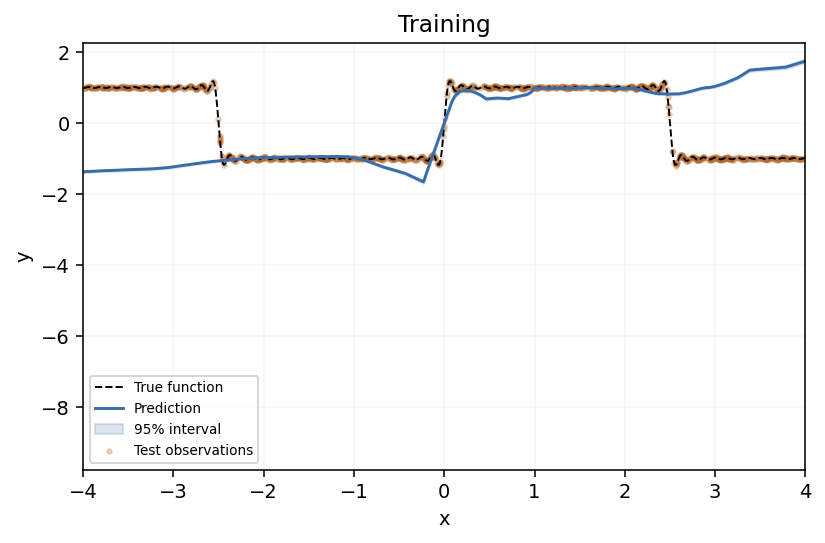 Training
2
0
−2
−4
−6
−8
y
True function
Prediction
95% interval
Test observations
−4 −3 −2 −1 0 1 2 3 4
x